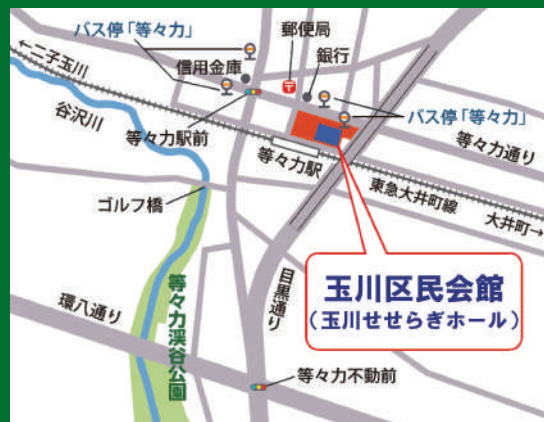 バス停「等々力」
郵便局
←二子玉川
信用金庫
銀行
谷沢川
等々力駅前
バス停「等々力」
等々力通り
等々力駅
東急大井町線
大井町→
ゴルフ橋
玉川区民会館
(玉川せせらぎホール)
目黒通り
環八通り
等々力渓谷公園
等々力不動前